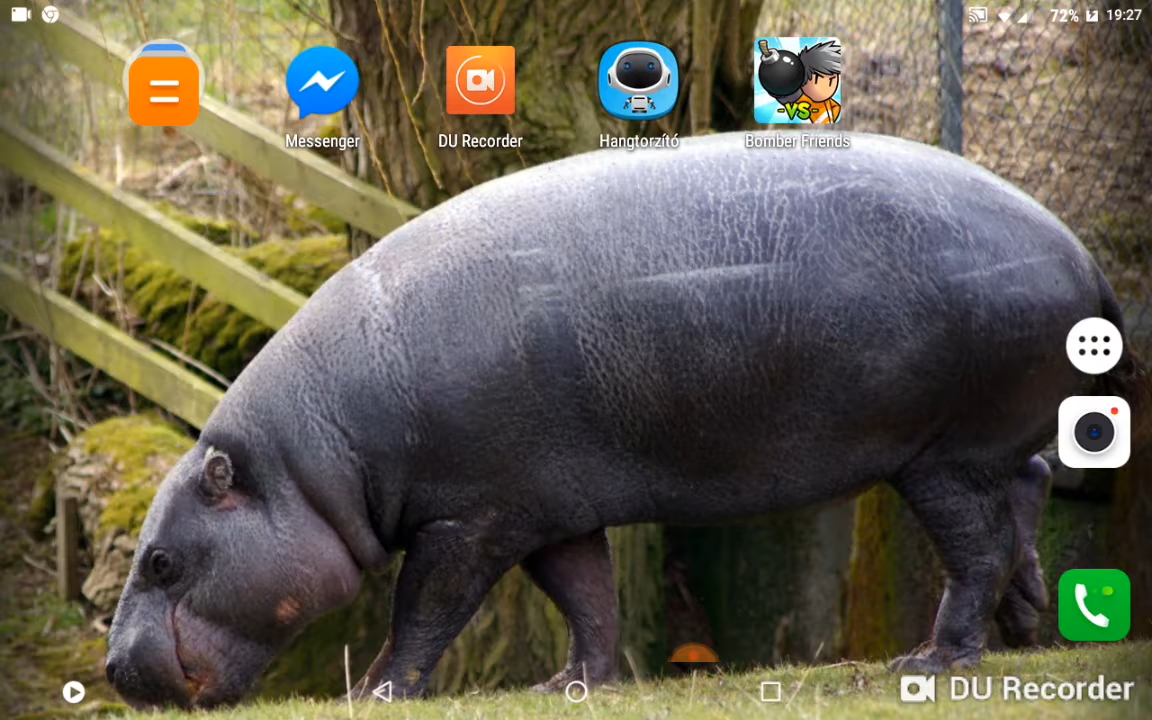 72% 19:27
Messenger
DU Recorder
Hangtorzító
Bomber Friends
-VS-
DU Recorder